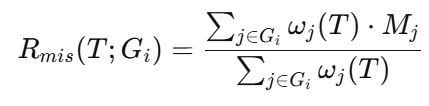 R_{mis}(T; G_i) = \frac{\sum_{j \in G_i} \omega_j(T) \cdot M_j}{\sum_{j \in G_i} \omega_j(T)}